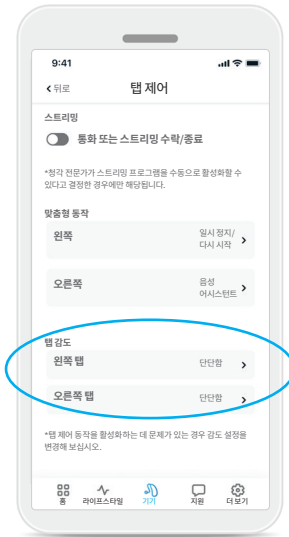 9:41
뒤로
탭 제어
스트리밍
통화 또는 스트리밍 수락/종료
*청각 전문가가 스트리밍 프로그램을 수동으로 활성화할 수
있다고 결정한 경우에만 해당됩니다.
맞춤형 동작
왼쪽
일시 정지/
다시 시작
오른쪽
음성
어시스턴트
탭 감도
왼쪽 탭
단단함
오른쪽 탭
단단함
*탭 제어 동작을 활성화하는 데 문제가 있는 경우 감도 설정을
변경해 보십시오.
홈
라이프스타일
기기
지원
더 보기